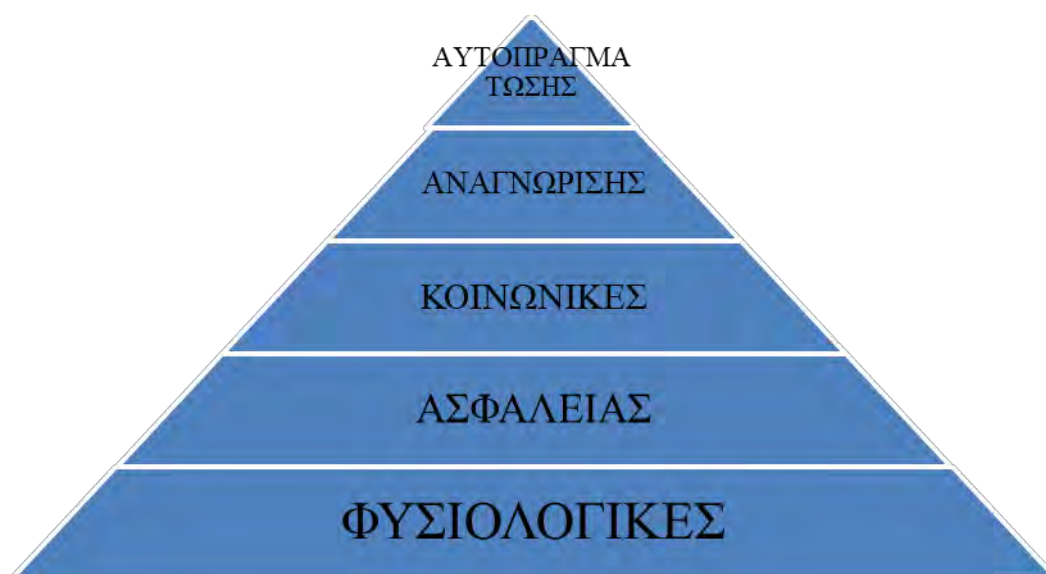 ΑΥΤΟΠΡΑΓΜΑ
ΤΩΣΗΣ
ΑΝΑΓΝΩΡΙΣΗΣ
ΚΟΙΝΩΝΙΚΕΣ
ΑΣΦΑΛΕΙΑΣ
ΦΥΣΙΟΛΟΓΙΚΕΣ